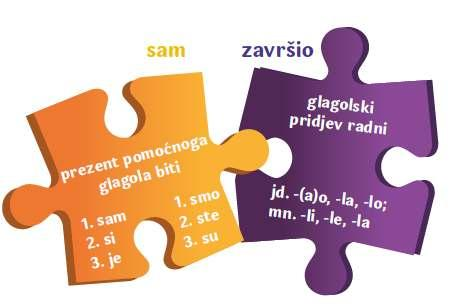 sam
završio
prezent pomoćnoga
glagola biti
1. sam
2. si
3. je
1. smo
2. ste
3. su
glagolski
pridjev radni
jd. -(a)o, -la, -lo;
mn. -li, -le, -la